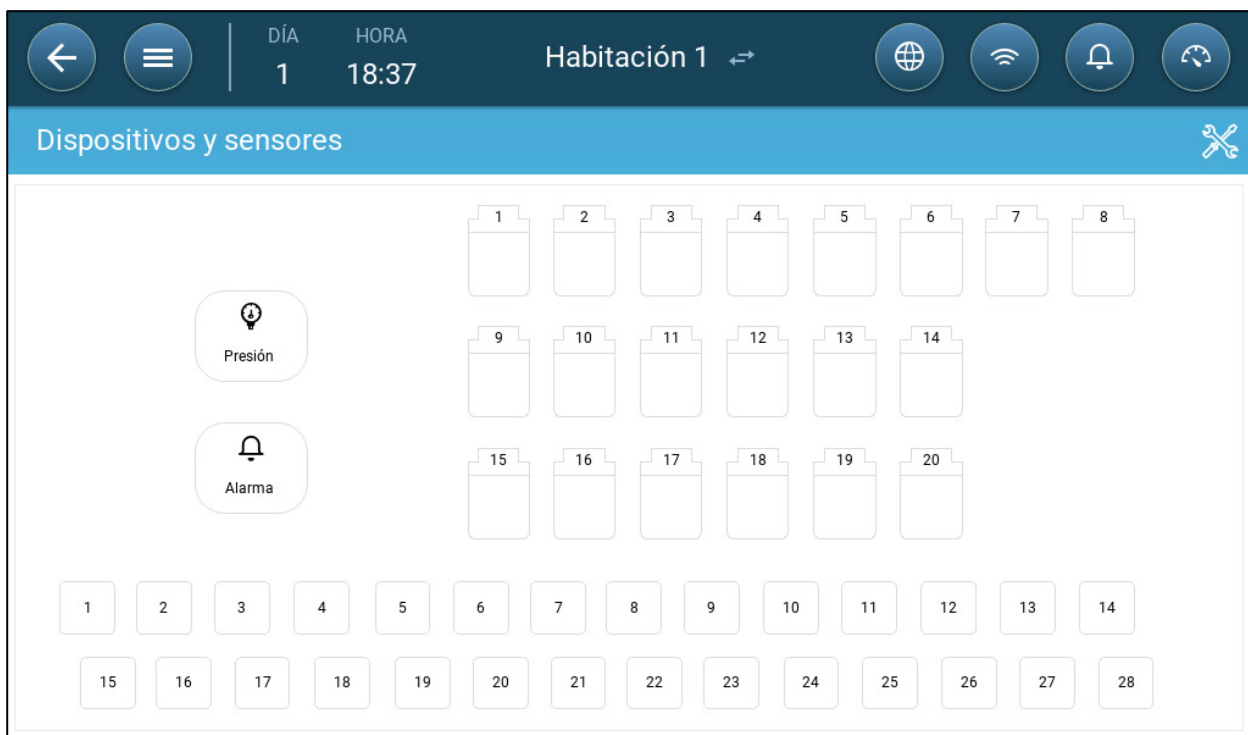 DÍA HORA
1 18:37 Habitación 1
Dispositivos y sensores
1 2 3 4 5 6 7 8
Presión
9 10 11 12 13 14
Alarma
15 16 17 18 19 20
1 2 3 4 5 6 7 8 9 10 11 12 13 14
15 16 17 18 19 20 21 22 23 24 25 26 27 28